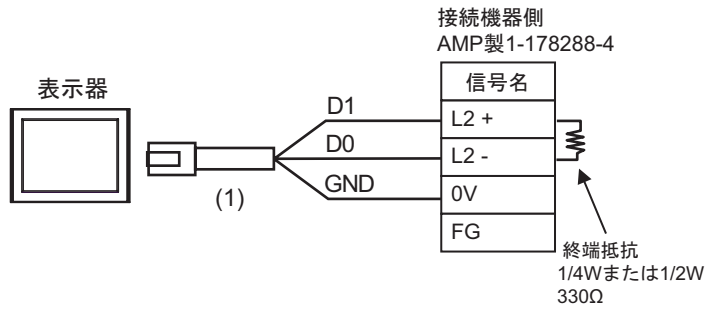 接続機器側
AMP製1-178288-4
表示器
信号名
D1
L2 +
D0
L2 -
GND
0V
(1)
FG
終端抵抗
1/4Wまたは1/2W
330Ω